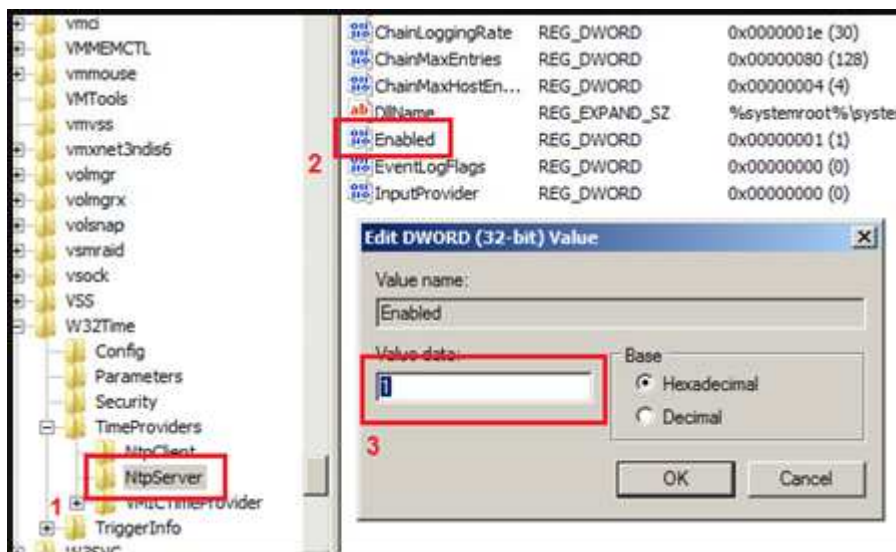 vmci
VMMEMCTL
vmmouse
VMTools
vmvss
vmxnet3ndis6
volmgr
volmgrx
volsnap
vsmraid
vsock
VSS
W32Time
Config
Parameters
Security
TimeProviders
NtpClient
NtpServer
1
VMICTimeProvider
TriggerInfo
W3SVC
ChainLoggingRate REG_DWORD 0x0000001e (30)
ChainMaxEntries REG_DWORD 0x00000080 (128)
ChainMaxHostEn... REG_DWORD 0x00000004 (4)
DllName REG_EXPAND_SZ %systemroot%\syste
Enabled REG_DWORD 0x00000001 (1)
2
EventLogFlags REG_DWORD 0x00000000 (0)
InputProvider REG_DWORD 0x00000000 (0)
Edit DWORD (32-bit) Value
Value name:
Enabled
Value data:
1
3
Base
Hexadecimal
Decimal
OK Cancel